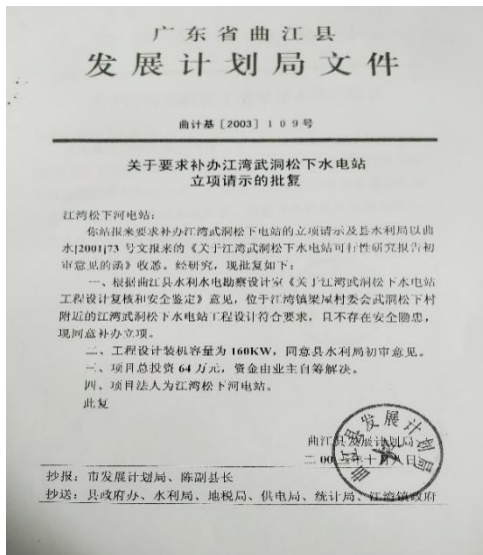 广东省曲江县
发展计划局文件
曲计基[2003]109号
关于要求补办江湾武洞松下水电站
立项请示的批复
江湾松下河电站：
你站报来要求补办江湾武洞松下电站的立项请示及县水利局以曲
水[2001]73号文报来的《关于江湾武洞松下水电站可行性研究报告初
审意见的函》收悉。经研究，现批复如下：
一、根据曲江县水利水电勘察设计室《关于江湾武洞松下水电站
工程设计复核和安全鉴定》意见，位于江湾镇梁屋村委会武洞松下村
附近的江湾武洞松下水电站工程设计符合要求，且不存在安全隐患，
现同意补办立项。
二、工程设计装机容量为160KW，同意县水利局初审意见。
三、项目总投资64万元，资金由业主自筹解决。
四、项目法人为江湾松下河电站。
此复
曲江县发展计划局
二00 年十月八日
曲江县发展计划局
抄报：市发展计划局、陈副县长
抄送：县政府办、水利局、地税局、供电局、统计局、江湾镇政府